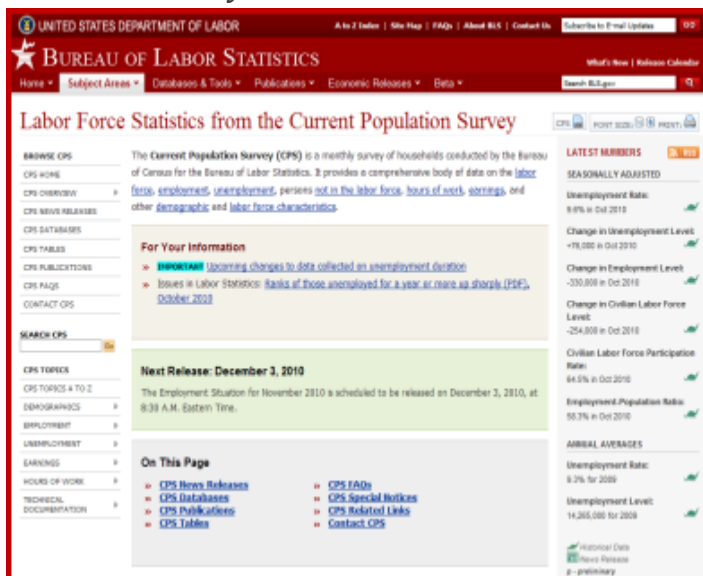 UNITED STATES DEPARTMENT OF LABOR
A to Z Index | Site Map | FAQs | About BLS | Contact Us
Subscribe to E-mail Updates
GO
BUREAU OF LABOR STATISTICS
What's New | Release Calendar
Home
Subject Areas
Databases & Tools
Publications
Economic Releases
Beta
Search BLS.gov
Labor Force Statistics from the Current Population Survey
CPS
FONT SIZE:
PRINT:
BROWSE CPS
CPS HOME
CPS OVERVIEW
CPS NEWS RELEASES
CPS DATABASES
CPS TABLES
CPS PUBLICATIONS
CPS FAQS
CONTACT CPS
SEARCH CPS
Go
CPS TOPICS
CPS TOPICS A TO Z
DEMOGRAPHICS
EMPLOYMENT
UNEMPLOYMENT
EARNINGS
HOURS OF WORK
TECHNICAL
DOCUMENTATION
The Current Population Survey (CPS) is a monthly survey of households conducted by the Bureau
of Census for the Bureau of Labor Statistics. It provides a comprehensive body of data on the labor
force, employment, unemployment, persons not in the labor force, hours of work, earnings, and
other demographic and labor force characteristics.
For Your Information
» IMPORTANT Upcoming changes to data collected on unemployment duration
» Issues in Labor Statistics: Ranks of those unemployed for a year or more up sharply (PDF),
October 2010
Next Release: December 3, 2010
The Employment Situation for November 2010 is scheduled to be released on December 3, 2010, at
8:30 A.M. Eastern Time.
On This Page
» CPS News Releases
» CPS Databases
» CPS Publications
» CPS Tables
» CPS FAQs
» CPS Special Notices
» CPS Related Links
» Contact CPS
LATEST NUMBERS
RSS
SEASONALLY ADJUSTED
Unemployment Rate:
9.6% in Oct 2010
Change in Unemployment Level:
+76,000 in Oct 2010
Change in Employment Level:
-330,000 in Oct 2010
Change in Civilian Labor Force
Level:
-254,000 in Oct 2010
Civilian Labor Force Participation
Rate:
64.5% in Oct 2010
Employment-Population Ratio:
58.3% in Oct 2010
ANNUAL AVERAGES
Unemployment Rate:
9.3% for 2009
Unemployment Level:
14,265,000 for 2009
Historical Data
News Release
p - preliminary